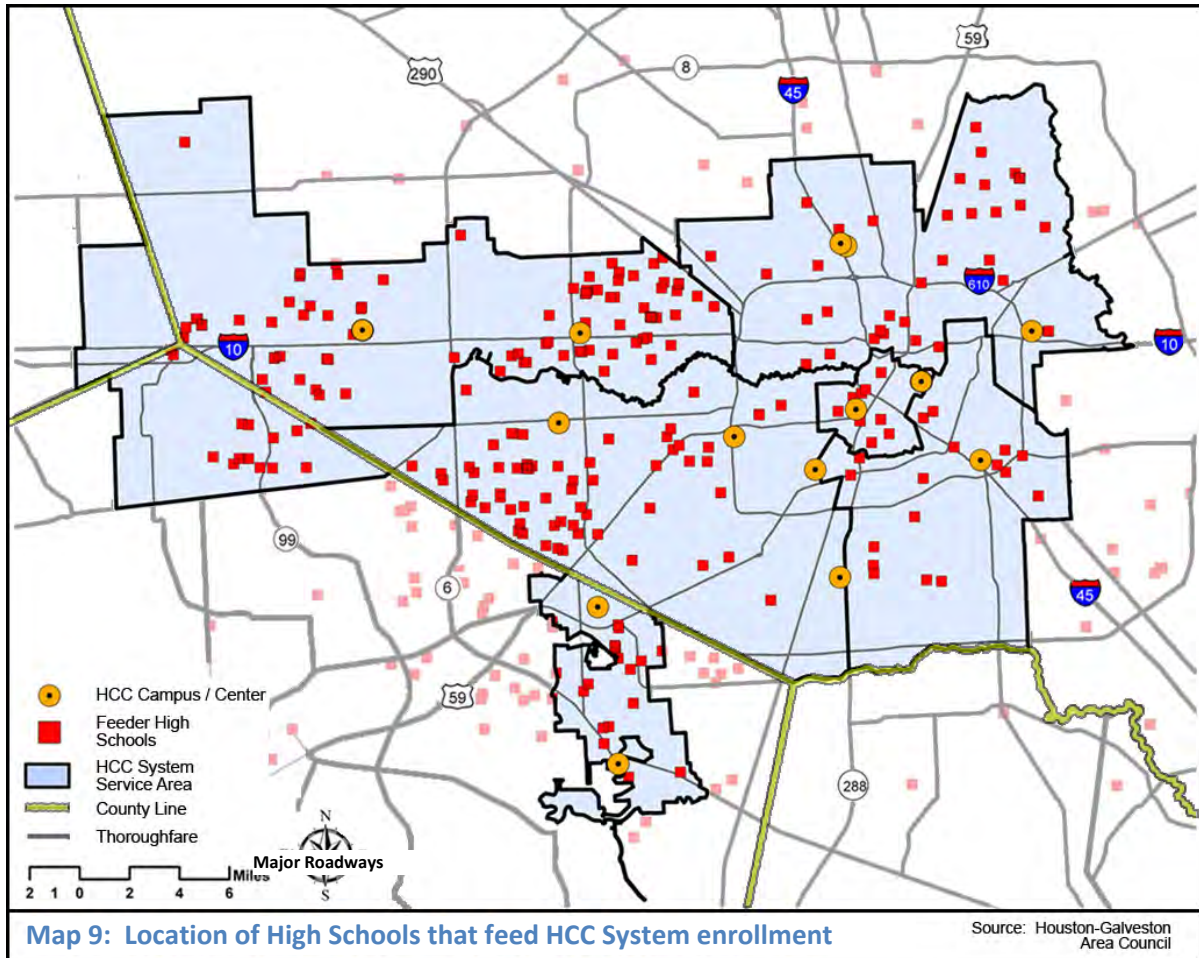 59
290
8
45
610
10
10
99
6
45
59
288
HCC Campus / Center
Feeder High
Schools
HCC System
Service Area
County Line
Thoroughfare
N
Major Roadways
S
2 1 0 2 4 6
Miles
Map 9: Location of High Schools that feed HCC System enrollment
Source: Houston-Galveston
Area Council